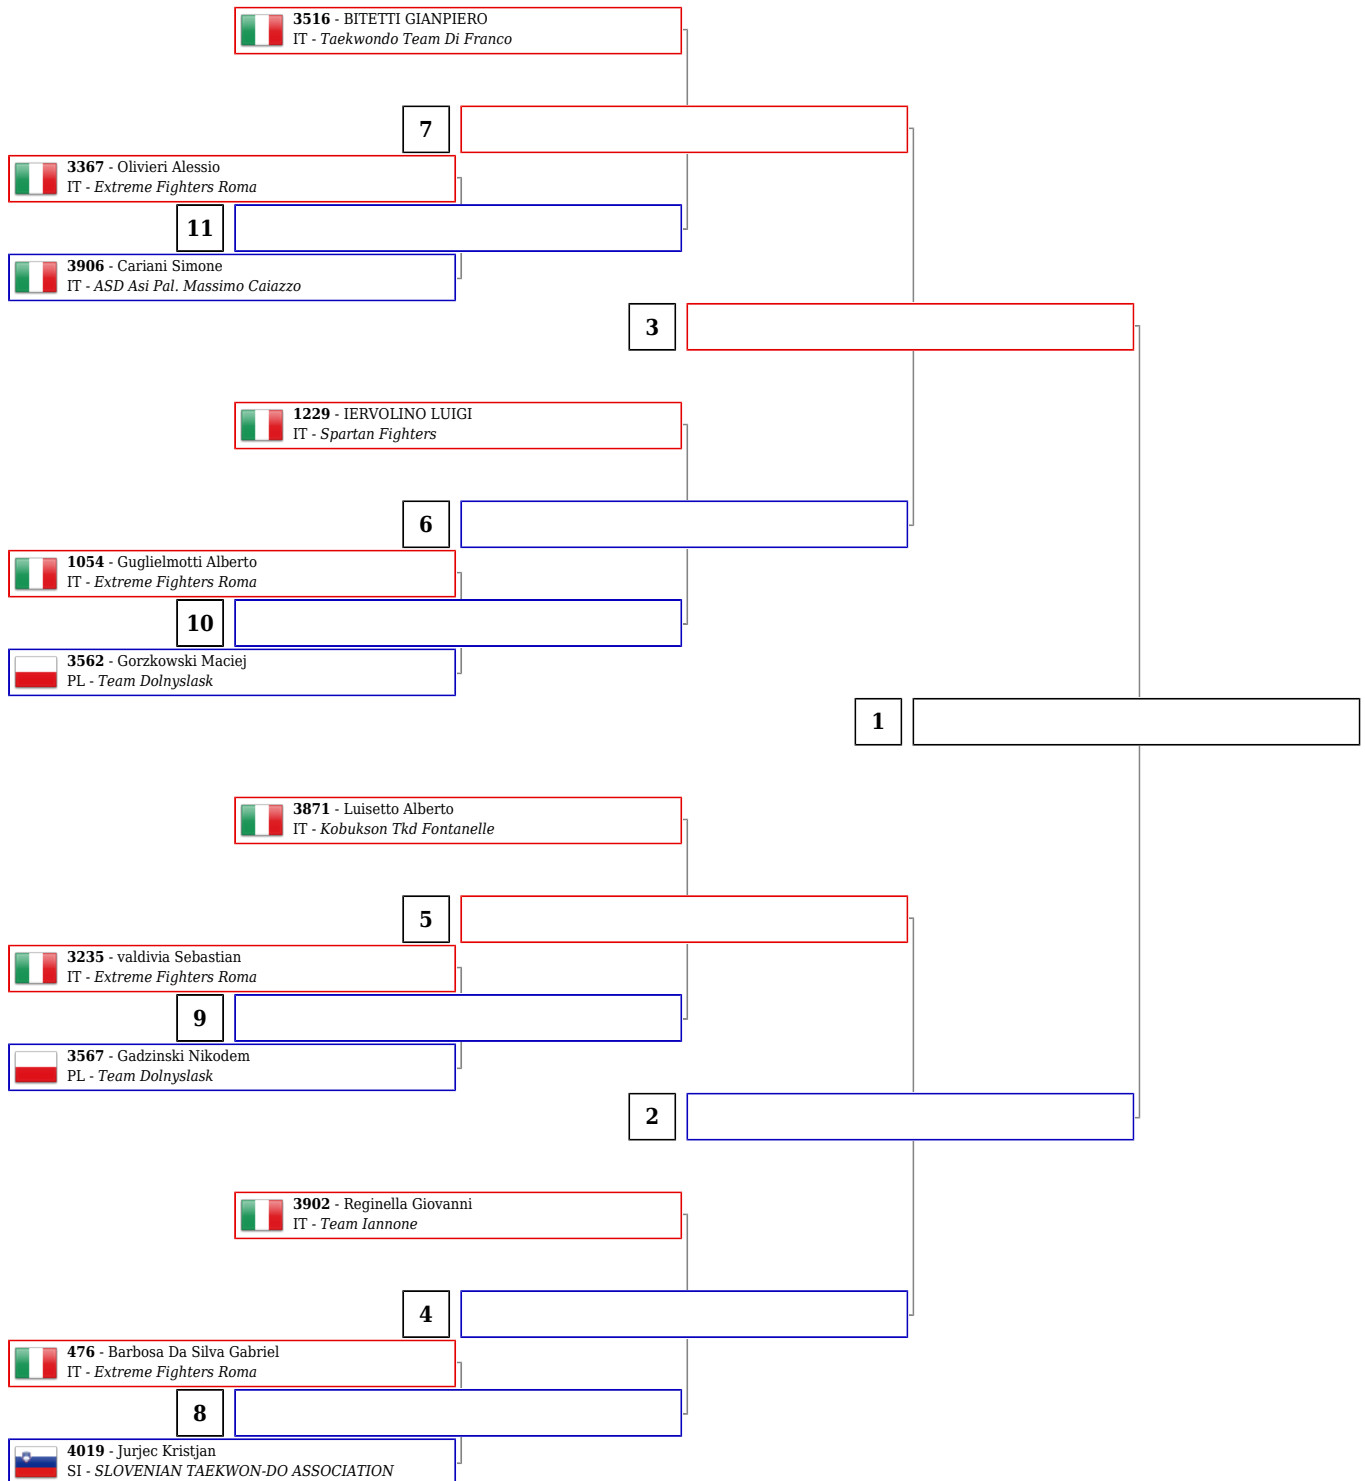 3516 - BITETTI GIANPIERO
IT - Taekwondo Team Di Franco
7
3367 - Olivieri Alessio
IT - Extreme Fighters Roma
11
3906 - Cariani Simone
IT - ASD Asi Pal. Massimo Caiazzo
3
1229 - IERVOLINO LUIGI
IT - Spartan Fighters
6
1054 - Guglielmotti Alberto
IT - Extreme Fighters Roma
10
3562 - Gorzkowski Maciej
PL - Team Dolnyslask
1
3871 - Luisetto Alberto
IT - Kobukson Tkd Fontanelle
5
3235 - valdivia Sebastian
IT - Extreme Fighters Roma
9
3567 - Gadzinski Nikodem
PL - Team Dolnyslask
2
3902 - Reginella Giovanni
IT - Team Iannone
4
476 - Barbosa Da Silva Gabriel
IT - Extreme Fighters Roma
8
4019 - Jurjec Kristjan
SI - SLOVENIAN TAEKWON-DO ASSOCIATION